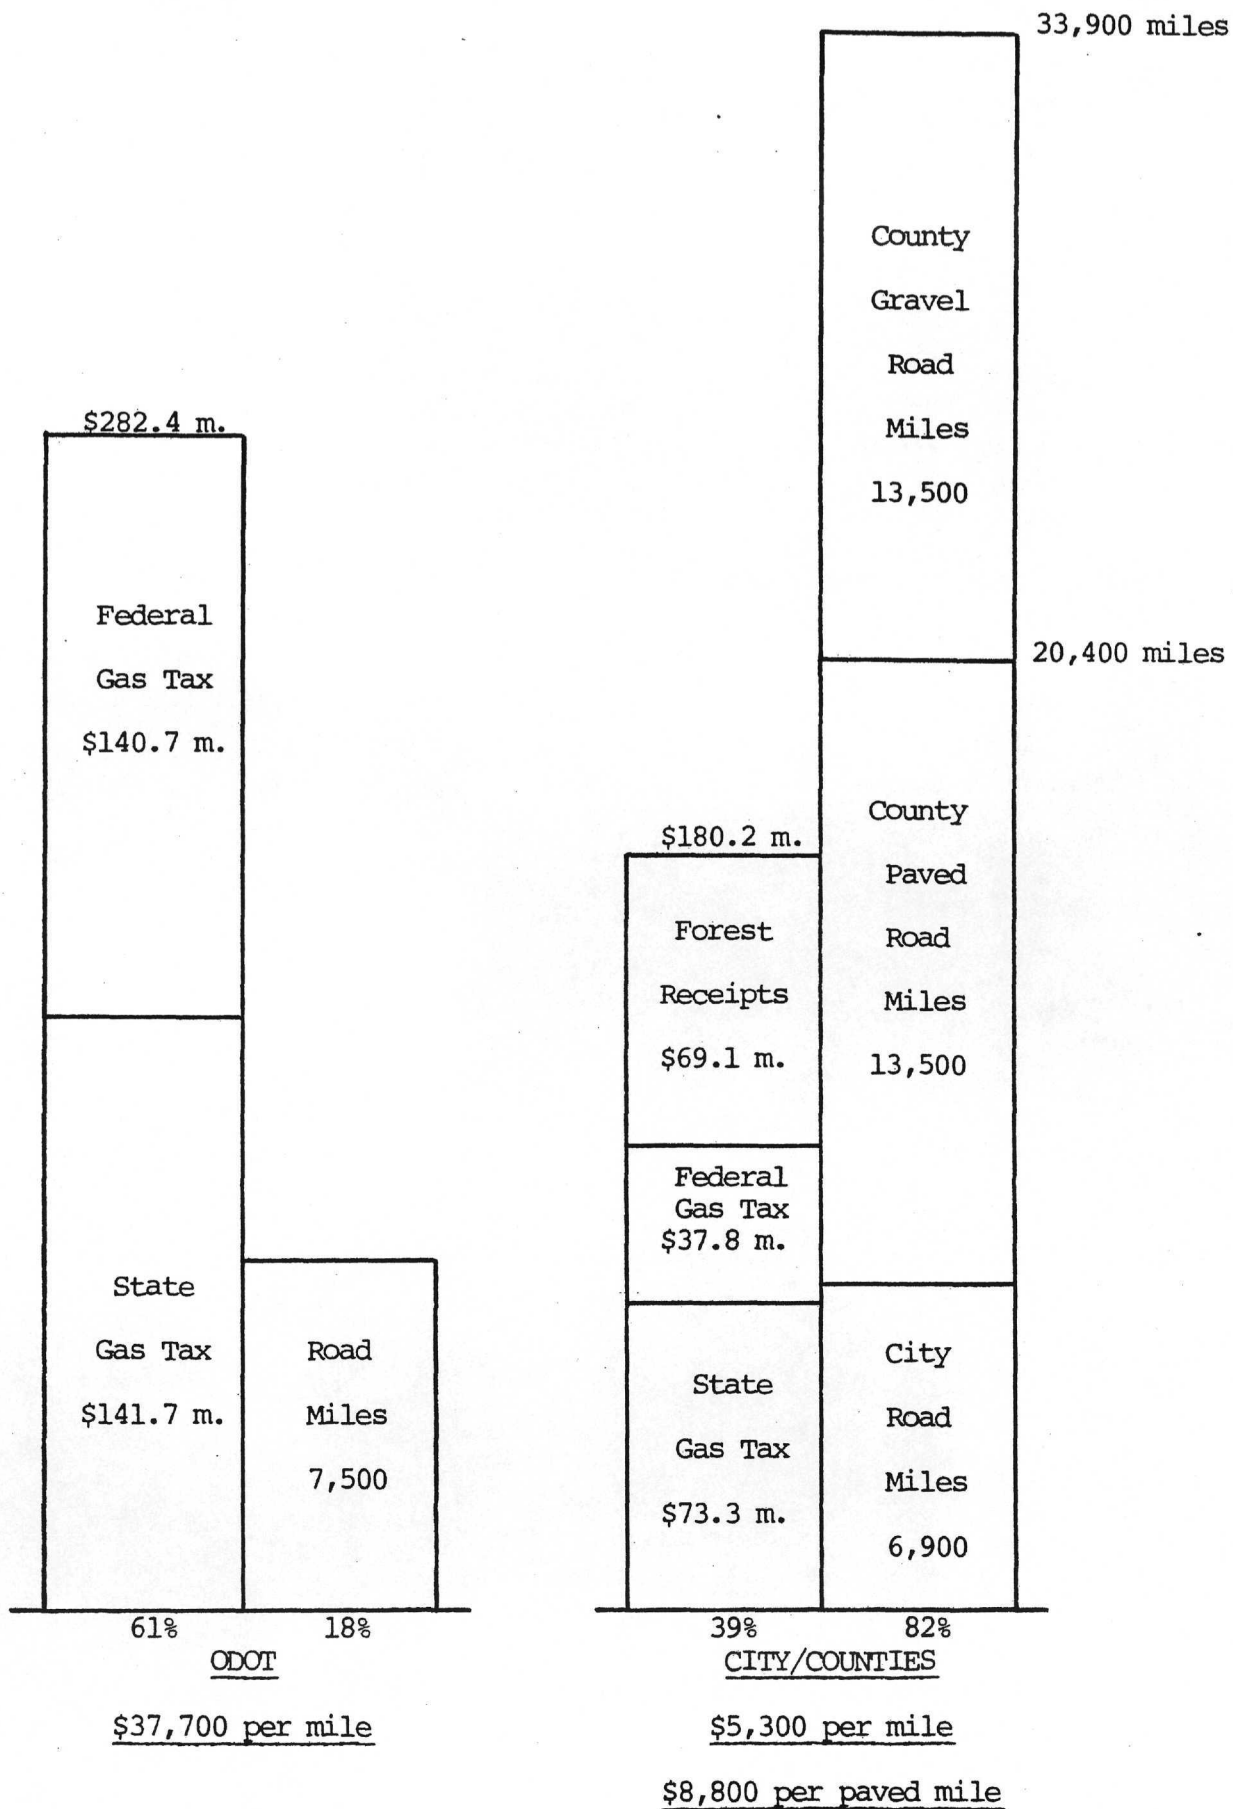 33,900 miles
County
Gravel
Road
Miles
13,500
$282.4 m.
Federal
Gas Tax
$140.7 m.
State
Gas Tax
$141.7 m.
Road
Miles
7,500
20,400 miles
$180.2 m.
Forest
Receipts
$69.1 m.
Federal
Gas Tax
$37.8 m.
State
Gas Tax
$73.3 m.
County
Paved
Road
Miles
13,500
City
Road
Miles
6,900
61% 18%
ODOT
$37,700 per mile
39% 82%
CITY/COUNTIES
$5,300 per mile
$8,800 per paved mile